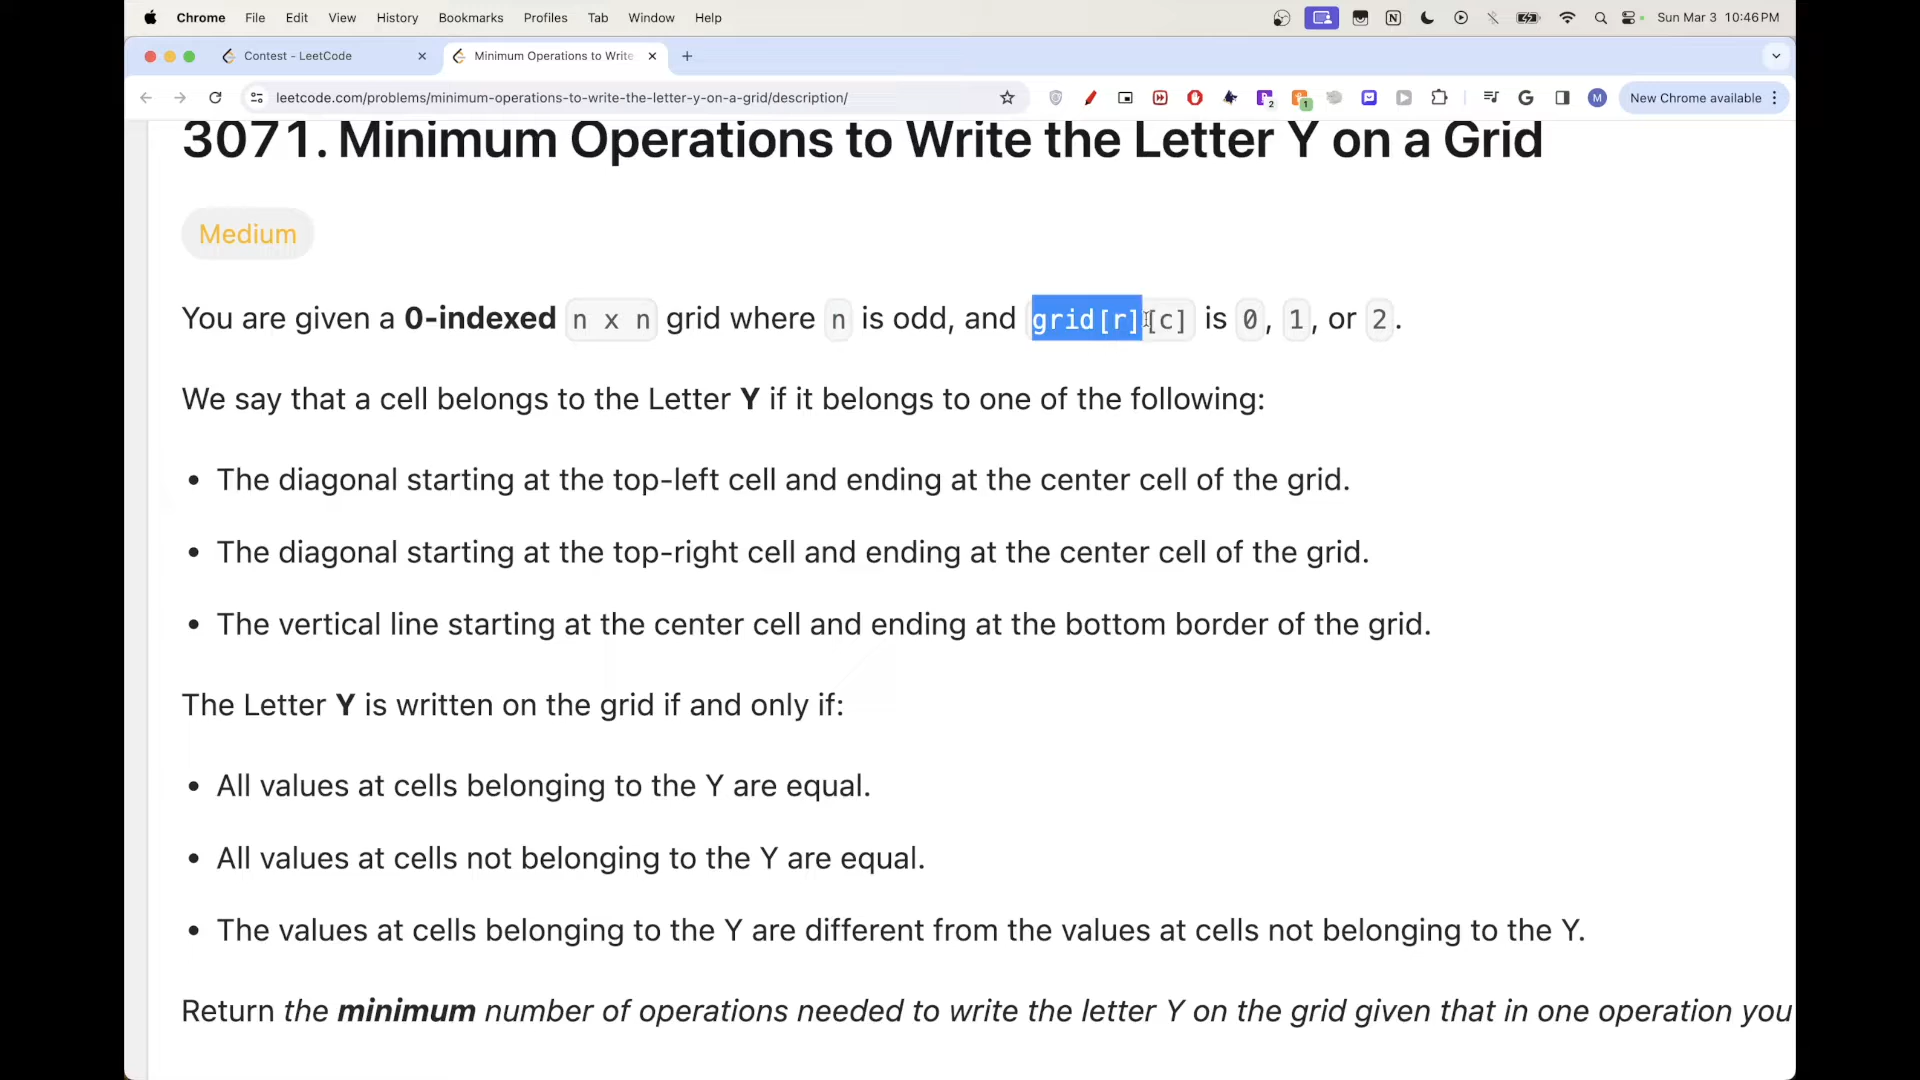 Chrome File Edit View History Bookmarks Profiles Tab Window Help Sun Mar 3 10:46 PM
Contest - LeetCode Minimum Operations to Write
leetcode.com/problems/minimum-operations-to-write-the-letter-y-on-a-grid/description/ 2 1 G M New Chrome available
3071. Minimum Operations to Write the Letter Y on a Grid
Medium
You are given a 0-indexed n x n grid where n is odd, and grid[r][c] is 0, 1, or 2.
We say that a cell belongs to the Letter Y if it belongs to one of the following:
• The diagonal starting at the top-left cell and ending at the center cell of the grid.
• The diagonal starting at the top-right cell and ending at the center cell of the grid.
• The vertical line starting at the center cell and ending at the bottom border of the grid.
The Letter Y is written on the grid if and only if:
• All values at cells belonging to the Y are equal.
• All values at cells not belonging to the Y are equal.
• The values at cells belonging to the Y are different from the values at cells not belonging to the Y.
Return the minimum number of operations needed to write the letter Y on the grid given that in one operation you